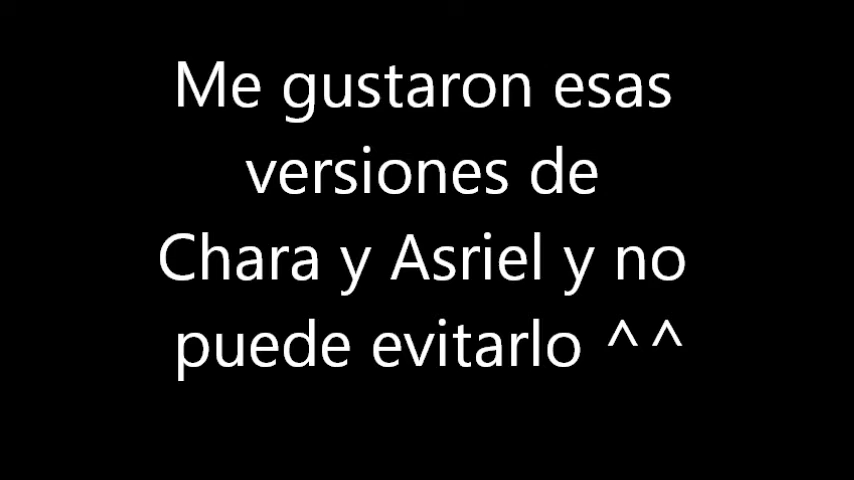 Me gustaron esas
versiones de
Chara y Asriel y no
puede evitarlo ^^